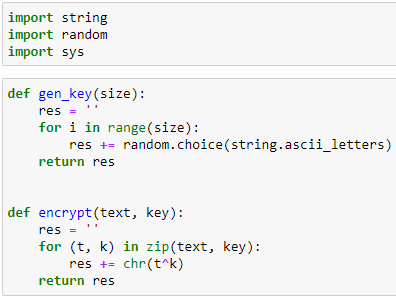 import string
import random
import sys
def gen_key(size):
    res = ''
    for i in range(size):
        res += random.choice(string.ascii_letters)
    return res
def encrypt(text, key):
    res = ''
    for (t, k) in zip(text, key):
        res += chr(t^k)
    return res